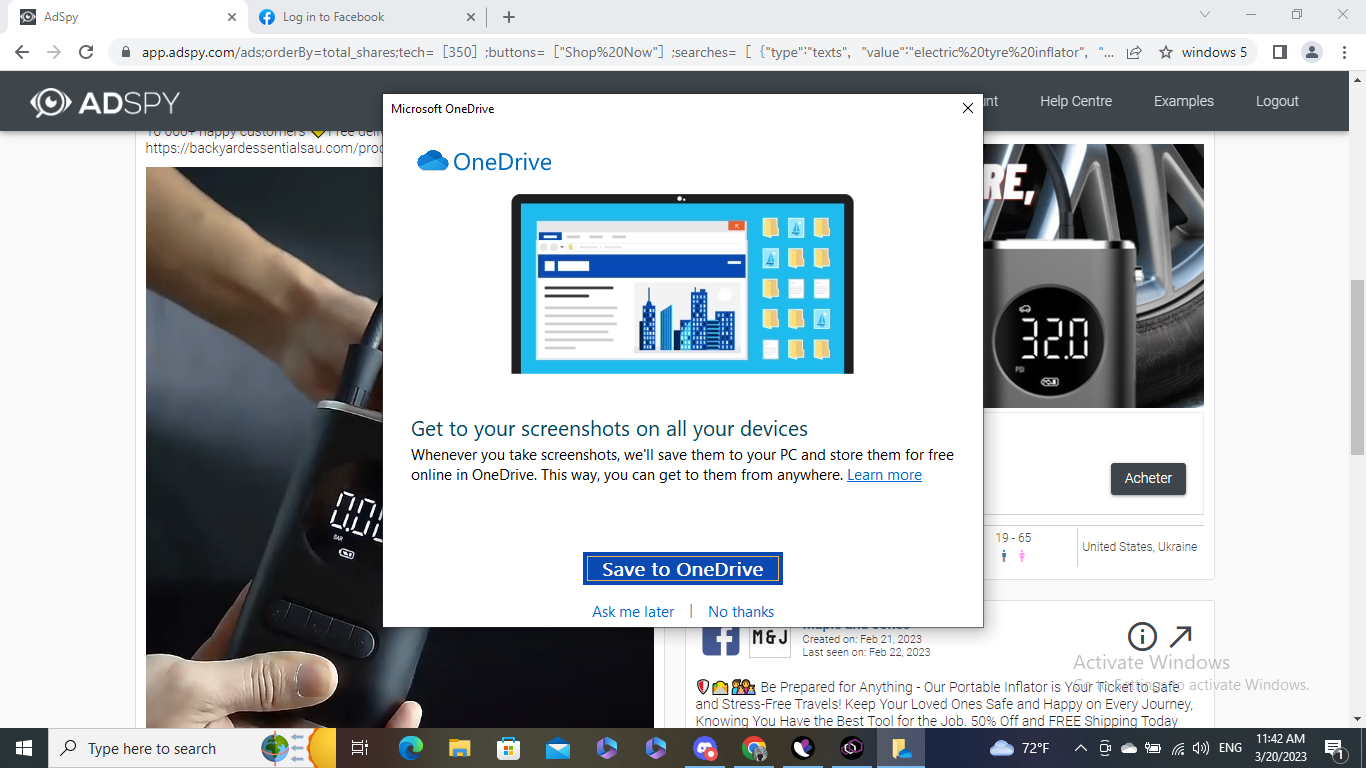 AdSpy
Log in to Facebook
app.adspy.com/ads;orderBy=total_shares;tech= [350] ;buttons= ["Shop%20Now"] ;searches= [ {"type":"texts", "value":"electric%20tyre%20inflator", "...
windows 5
ADSPY
unt
Help Centre
Examples
Logout
10 000+ happy customers
Free deli
https://backyardessentialsau.com/prod
Microsoft OneDrive
OneDrive
Get to your screenshots on all your devices
Whenever you take screenshots, we'll save them to your PC and store them for free
online in OneDrive. This way, you can get to them from anywhere. Learn more
Save to OneDrive
Ask me later | No thanks
RE,
32.0
PSI
0.0
BAR
Acheter
19 - 65
United States, Ukraine
M&J
Created on: Feb 21, 2023
Last seen on: Feb 22, 2023
Be Prepared for Anything - Our Portable Inflator is Your Ticket to Safe
and Stress-Free Travels! Keep Your Loved Ones Safe and Happy on Every Journey,
Knowing You Have the Best Tool for the Job. 50% Off and FREE Shipping Today
Activate Windows
Go to Settings to activate Windows.
Type here to search
72°F
ENG
11:42 AM
3/20/2023
1